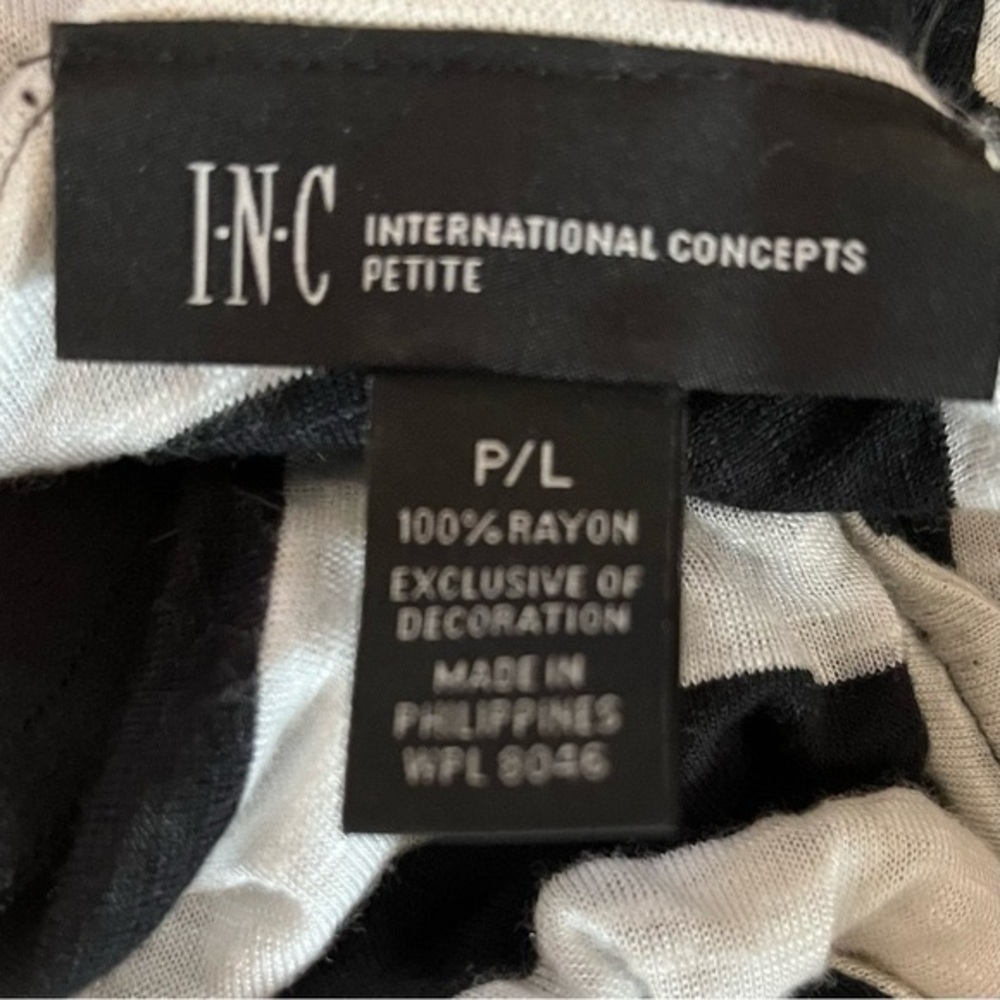 I·N·C INTERNATIONAL CONCEPTS
PETITE
P/L
100% RAYON
EXCLUSIVE OF
DECORATION
MADE IN
PHILIPPINES
WPL 8046